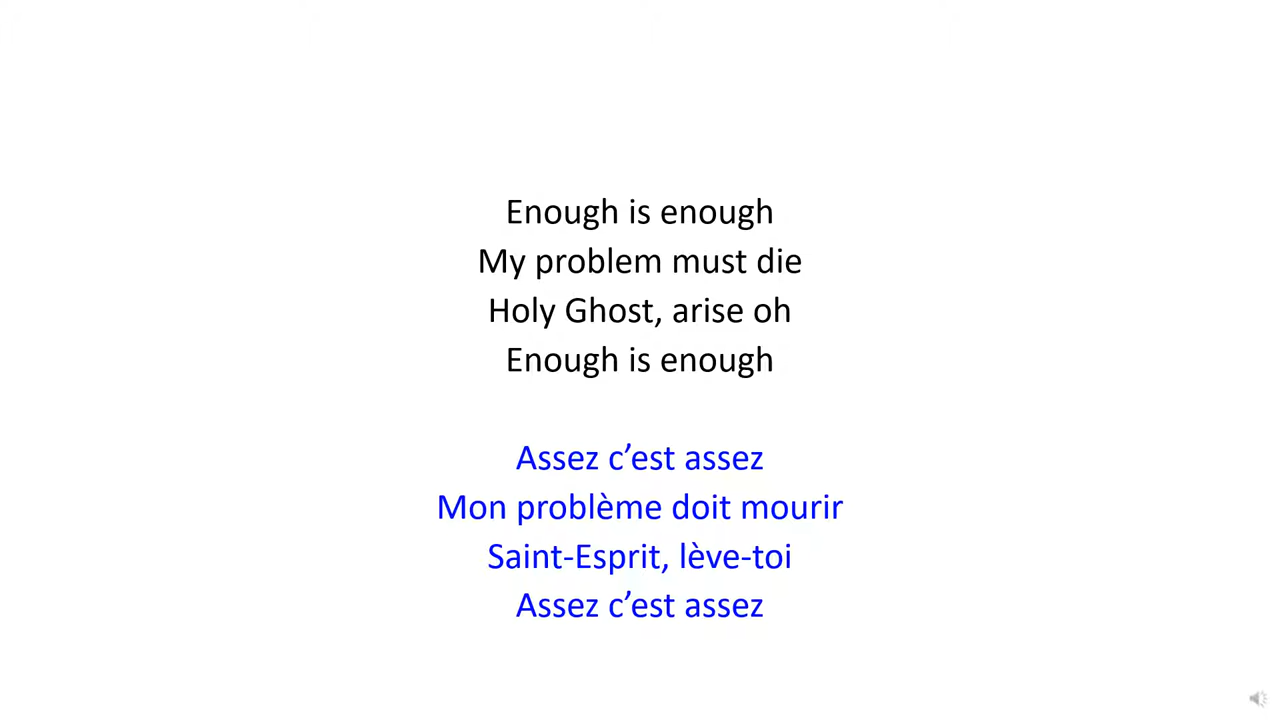 Enough is enough
My problem must die
Holy Ghost, arise oh
Enough is enough
Assez c’est assez
Mon problème doit mourir
Saint-Esprit, lève-toi
Assez c’est assez